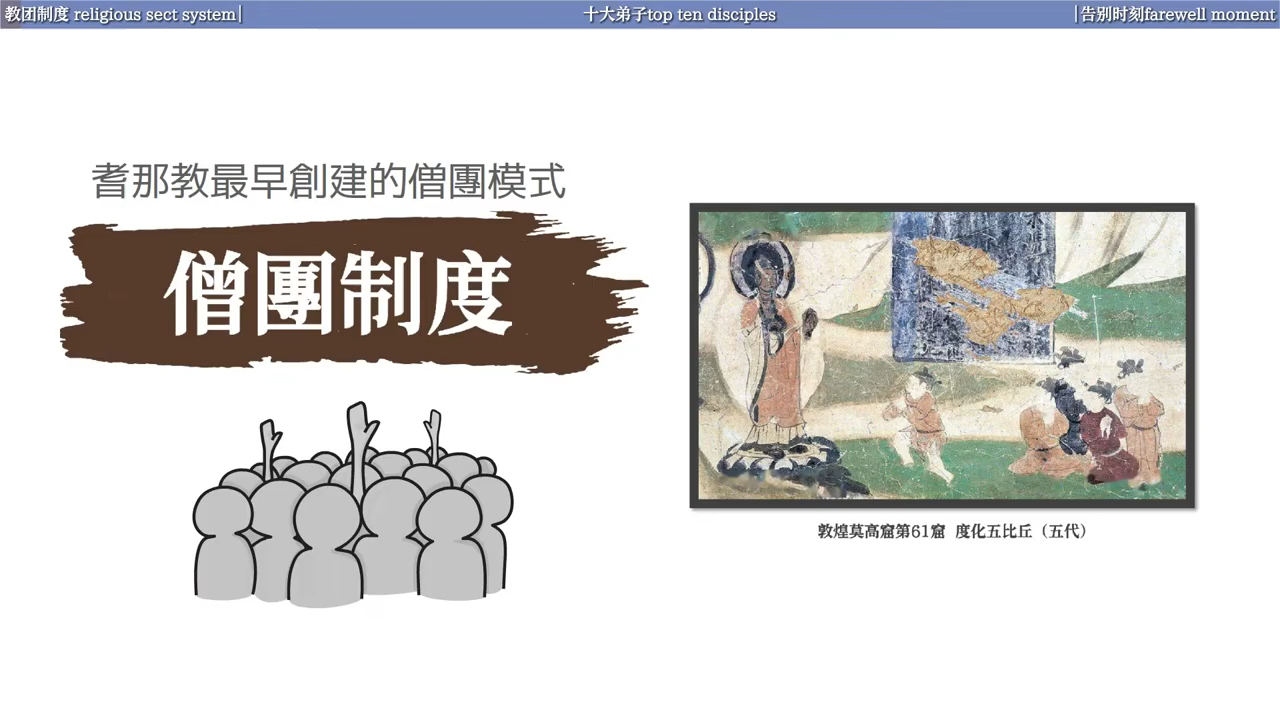 教团制度 religious sect system|
十大弟子top ten disciples
|告别时刻farewell moment
耆那教最早創建的僧團模式
僧團制度
敦煌莫高窟第61窟 度化五比丘（五代）